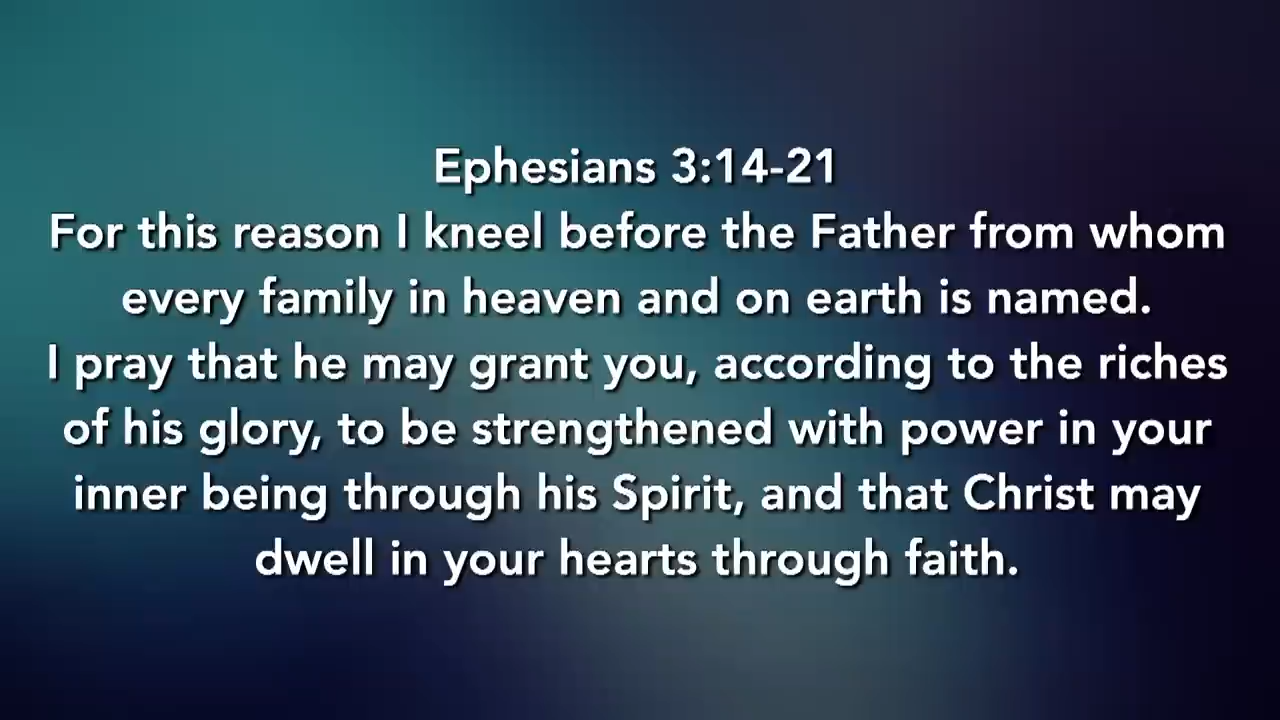 Ephesians 3:14-21
For this reason I kneel before the Father from whom
every family in heaven and on earth is named.
I pray that he may grant you, according to the riches
of his glory, to be strengthened with power in your
inner being through his Spirit, and that Christ may
dwell in your hearts through faith.